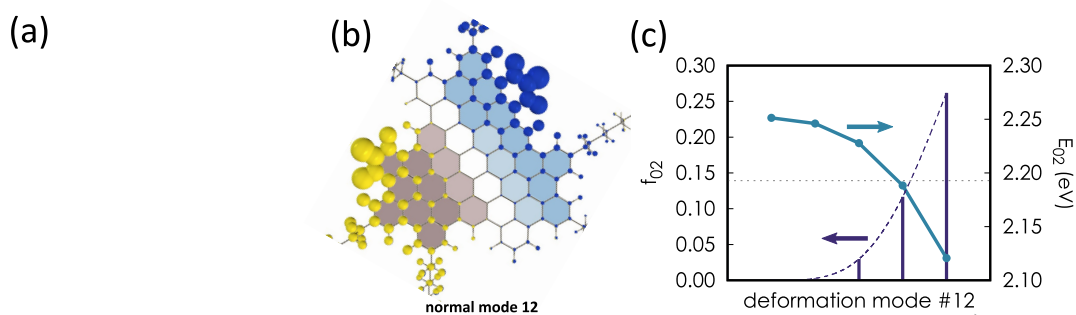 (a)
(b)
(c)
normal mode 12
0.30
0.25
0.20
0.15
0.10
0.05
0.00
f02
2.30
2.25
2.20
2.15
2.10
E02 (eV)
deformation mode #12